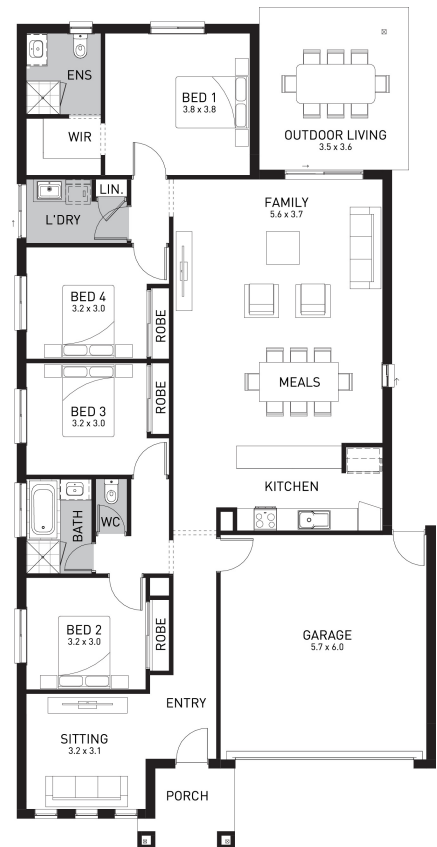 ENS
BED 1
3.8 x 3.8
OUTDOOR LIVING
3.5 x 3.6
WIR
LIN.
L'DRY
FAMILY
5.6 x 3.7
BED 4
3.2 x 3.0
ROBE
BED 3
3.2 x 3.0
ROBE
MEALS
KITCHEN
BATH
WC
BED 2
3.2 x 3.0
ROBE
GARAGE
5.7 x 6.0
ENTRY
SITTING
3.2 x 3.1
PORCH